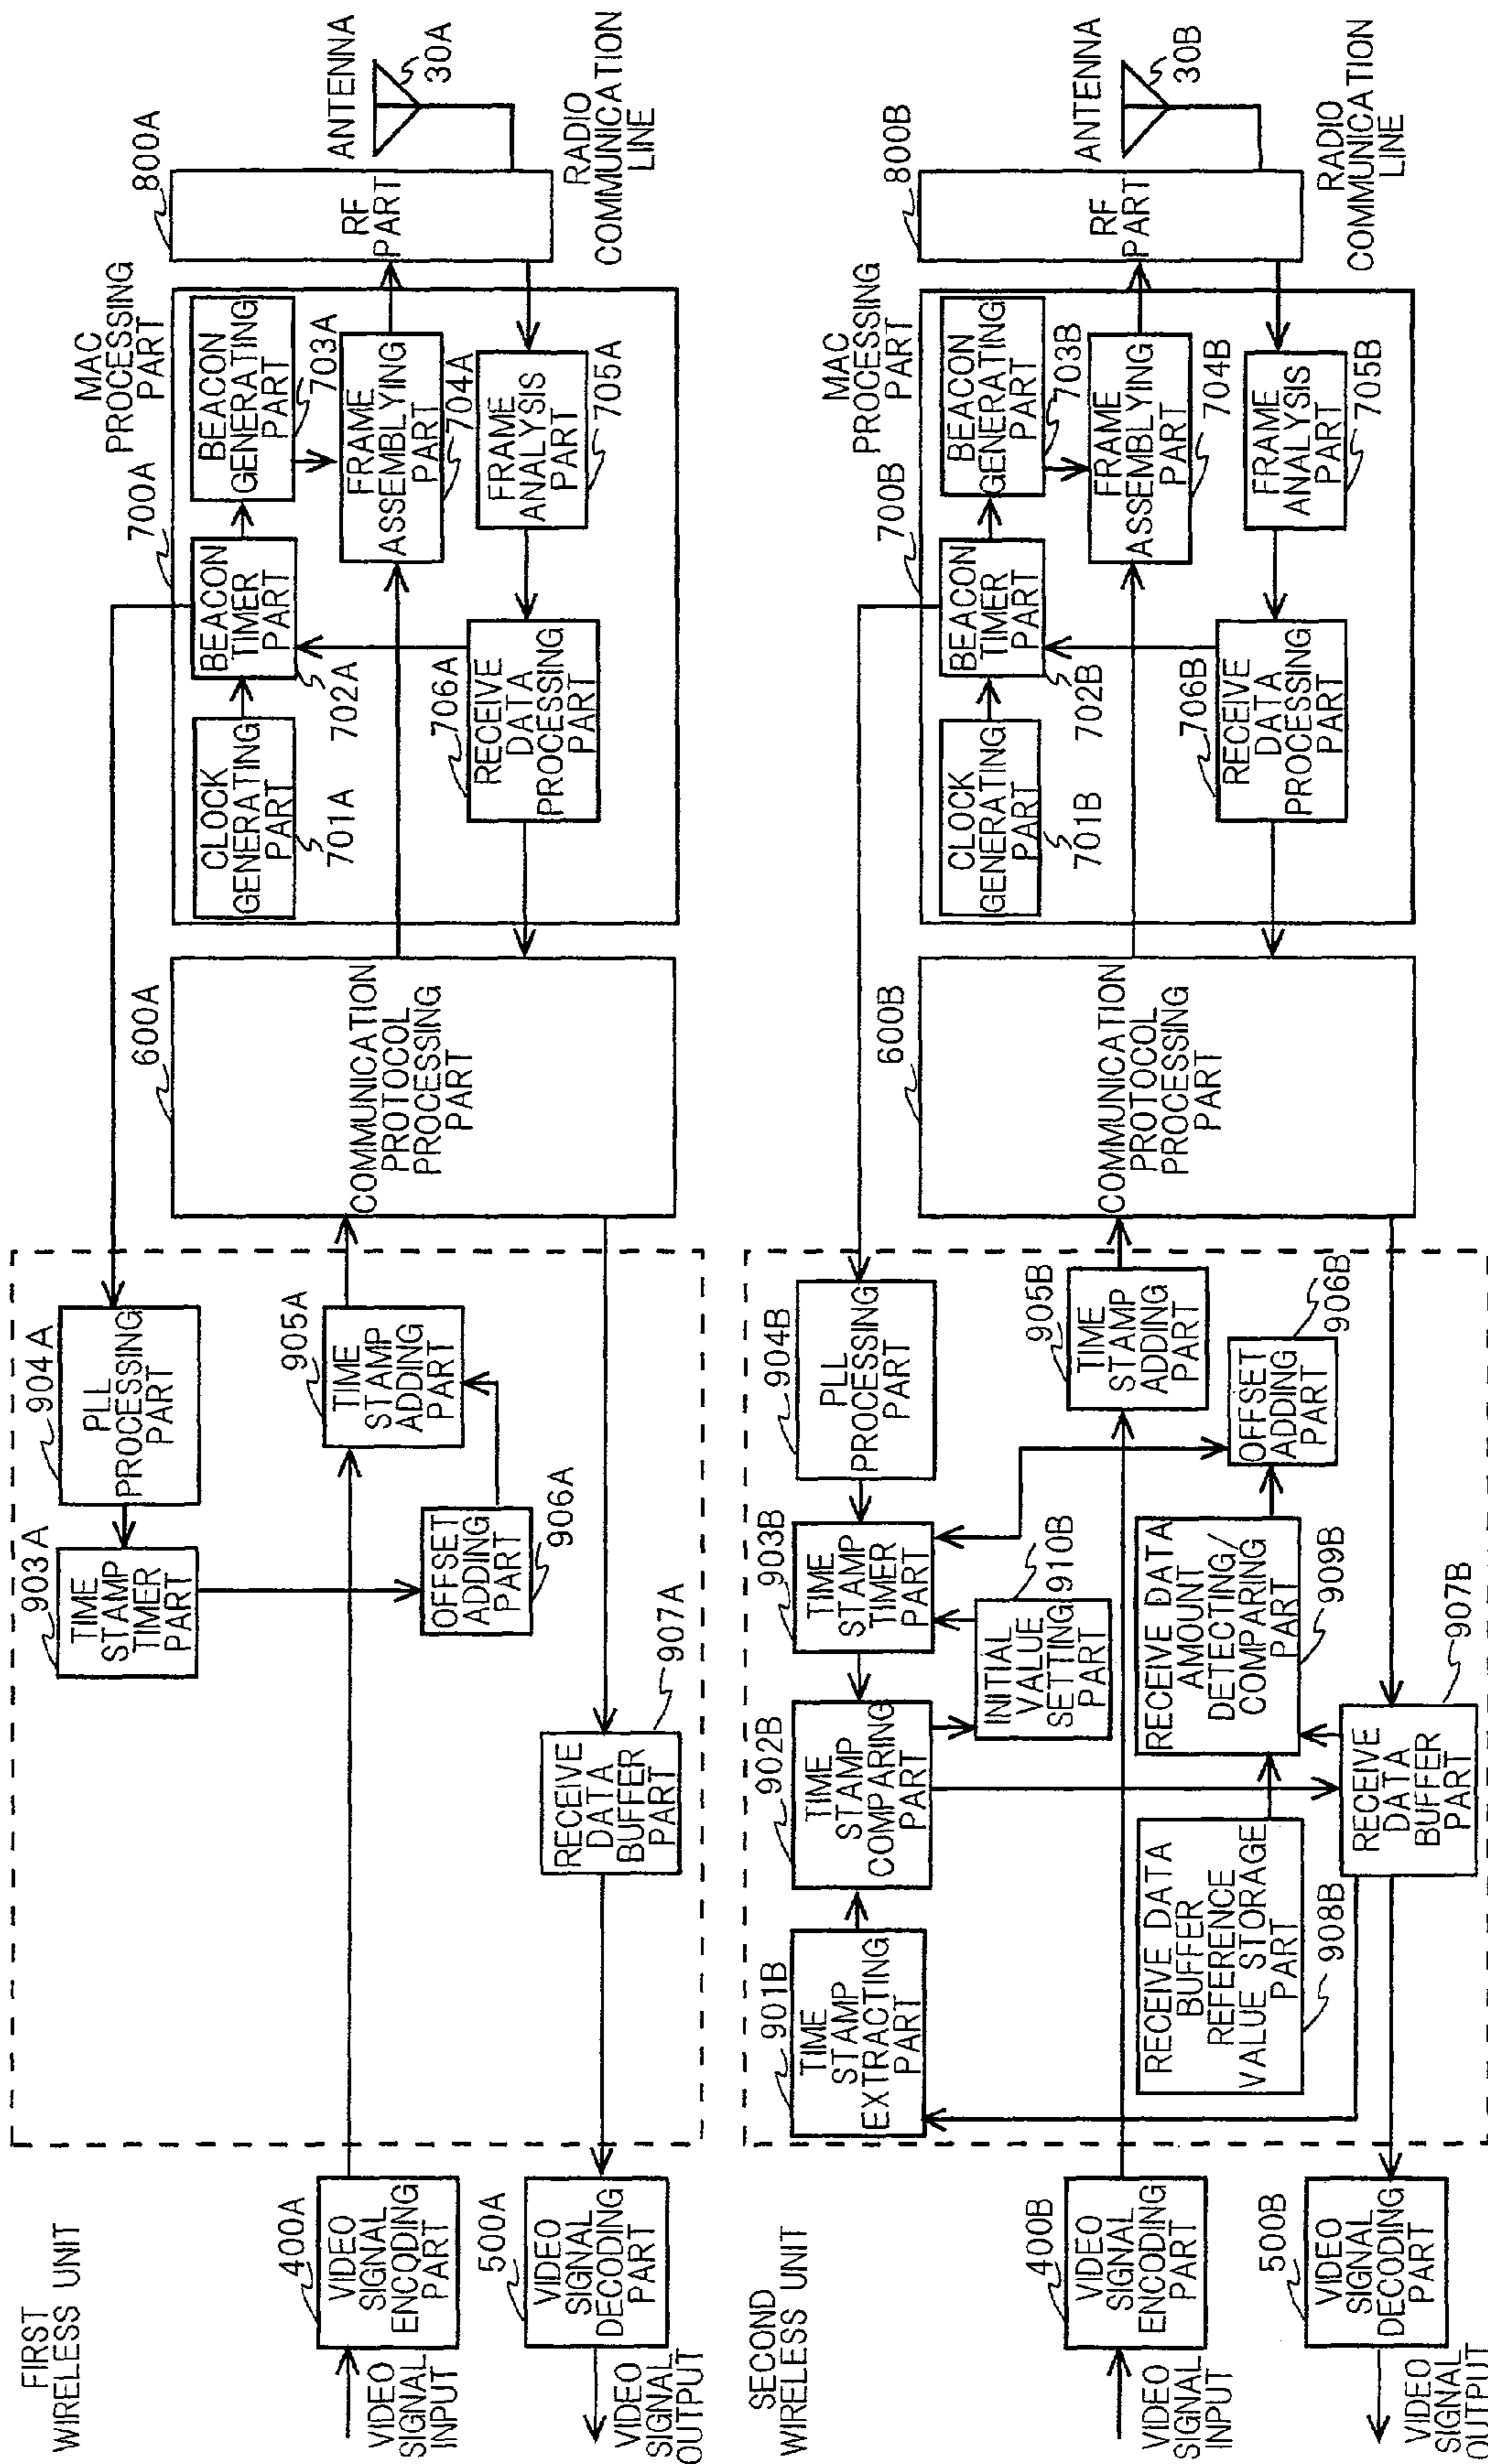 FIRST
WIRELESS UNIT
VIDEO
SIGNAL
INPUT
400A
VIDEO
SIGNAL
ENCODING
PART
VIDEO
SIGNAL
OUTPUT
500A
VIDEO
SIGNAL
DECODING
PART
903A
TIME
STAMP
TIMER
PART
904A
PLL
PROCESSING
PART
905A
TIME
STAMP
ADDING
PART
OFFSET
ADDING
PART
906A
RECEIVE
DATA
BUFFER
PART
907A
600A
COMMUNICATION
PROTOCOL
PROCESSING
PART
700A
MAC
PROCESSING
PART
CLOCK
GENERATING
PART
701A
BEACON
TIMER
PART
702A
BEACON
GENERATING
PART
703A
FRAME
ASSEMBLYING
PART
704A
FRAME
ANALYSIS
PART
705A
706A
RECEIVE
DATA
PROCESSING
PART
800A
RF
PART
ANTENNA
30A
RADIO
COMMUNICATION
LINE
SECOND
WIRELESS UNIT
VIDEO
SIGNAL
INPUT
400B
VIDEO
SIGNAL
ENCODING
PART
VIDEO
SIGNAL
OUTPUT
500B
VIDEO
SIGNAL
DECODING
PART
901B
TIME
STAMP
EXTRACTING
PART
902B
TIME
STAMP
COMPARING
PART
903B
TIME
STAMP
TIMER
PART
904B
PLL
PROCESSING
PART
INITIAL
VALUE
SETTING
PART
910B
905B
TIME
STAMP
ADDING
PART
OFFSET
ADDING
PART
906B
RECEIVE DATA
BUFFER
REFERENCE
VALUE STORAGE
PART
908B
RECEIVE DATA
AMOUNT
DETECTING/
COMPARING
PART
909B
RECEIVE
DATA
BUFFER
PART
907B
600B
COMMUNICATION
PROTOCOL
PROCESSING
PART
700B
MAC
PROCESSING
PART
CLOCK
GENERATING
PART
701B
BEACON
TIMER
PART
702B
BEACON
GENERATING
PART
703B
FRAME
ASSEMBLYING
PART
704B
FRAME
ANALYSIS
PART
705B
706B
RECEIVE
DATA
PROCESSING
PART
800B
RF
PART
ANTENNA
30B
RADIO
COMMUNICATION
LINE